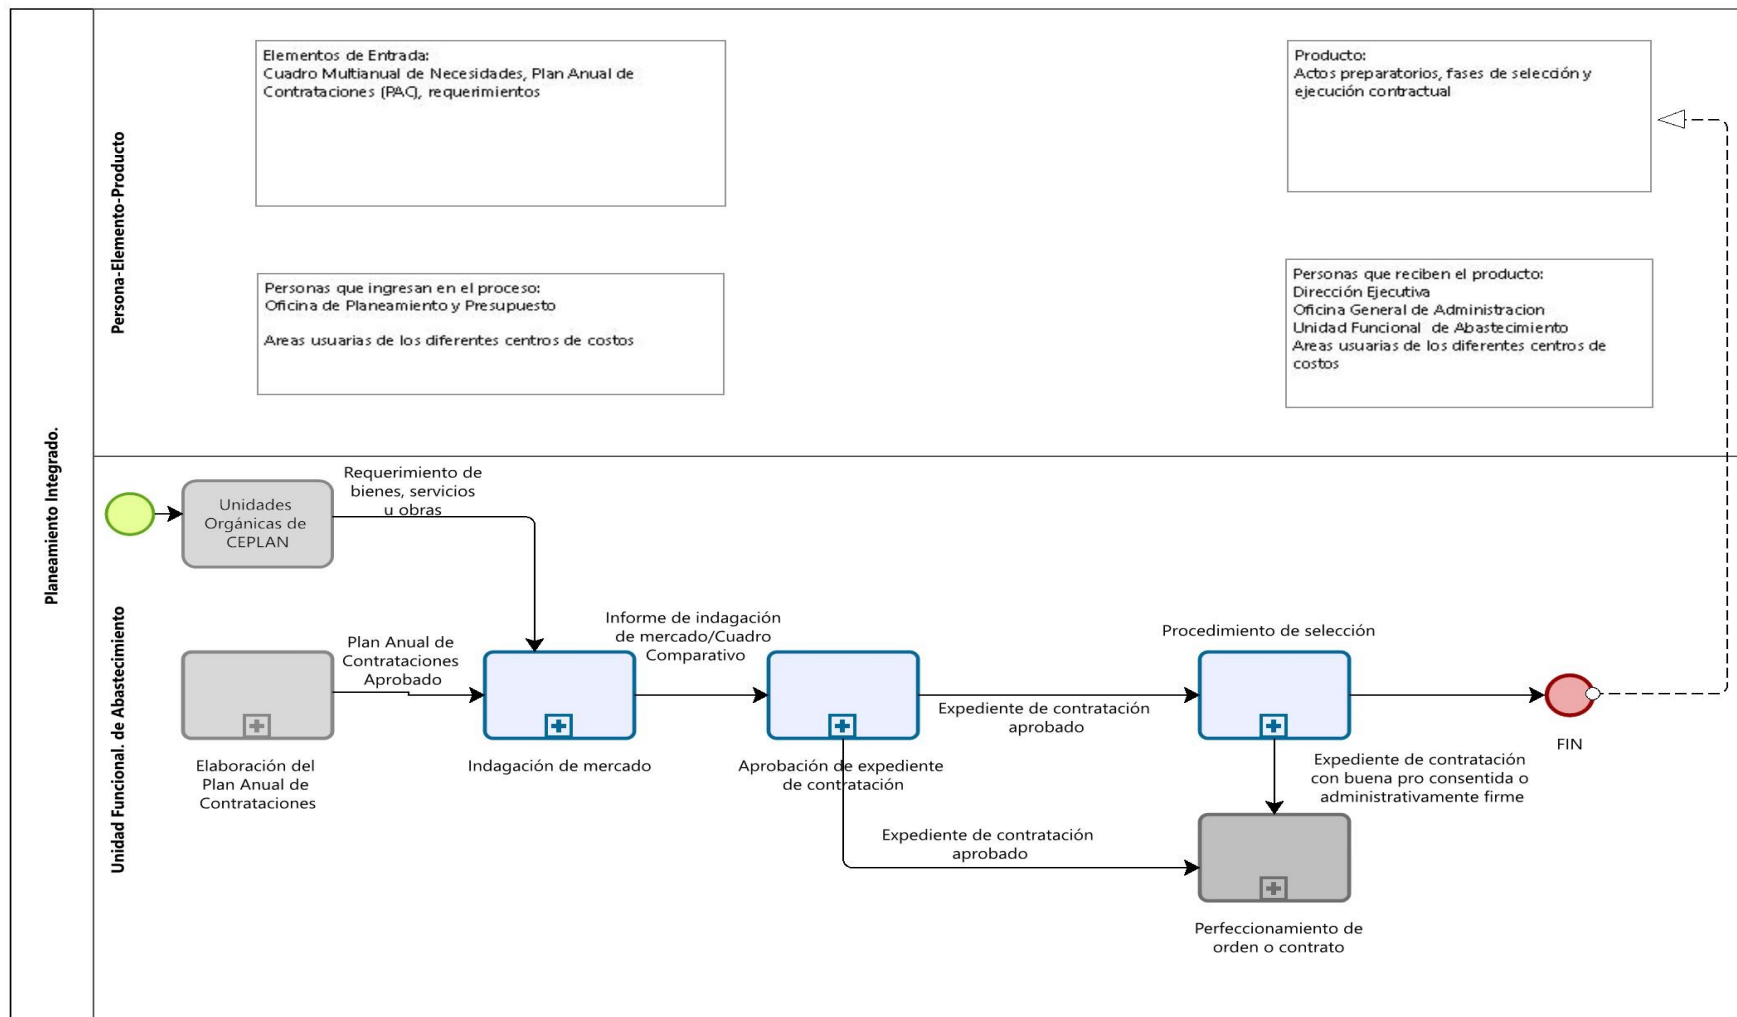 Planeamiento Integrado.
Persona-Elemento-Producto
Elementos de Entrada:
Cuadro Multianual de Necesidades, Plan Anual de
Contrataciones (PAC), requerimientos
Producto:
Actos preparatorios, fases de selección y
ejecución contractual
Personas que ingresan en el proceso:
Oficina de Planeamiento y Presupuesto
Areas usuarias de los diferentes centros de costos
Personas que reciben el producto:
Dirección Ejecutiva
Oficina General de Administracion
Unidad Funcional de Abastecimiento
Areas usuarias de los diferentes centros de
costos
Unidad Funcional. de Abastecimiento
Unidades
Orgánicas de
CEPLAN
Requerimiento de
bienes, servicios
u obras
Elaboración del
Plan Anual de
Contrataciones
Plan Anual de
Contrataciones
Aprobado
Indagación de mercado
Informe de indagación
de mercado/Cuadro
Comparativo
Aprobación de expediente
de contratación
Expediente de contratación
aprobado
Expediente de contratación
aprobado
Procedimiento de selección
Expediente de contratación
con buena pro consentida o
administrativamente firme
Perfeccionamiento de
orden o contrato
FIN